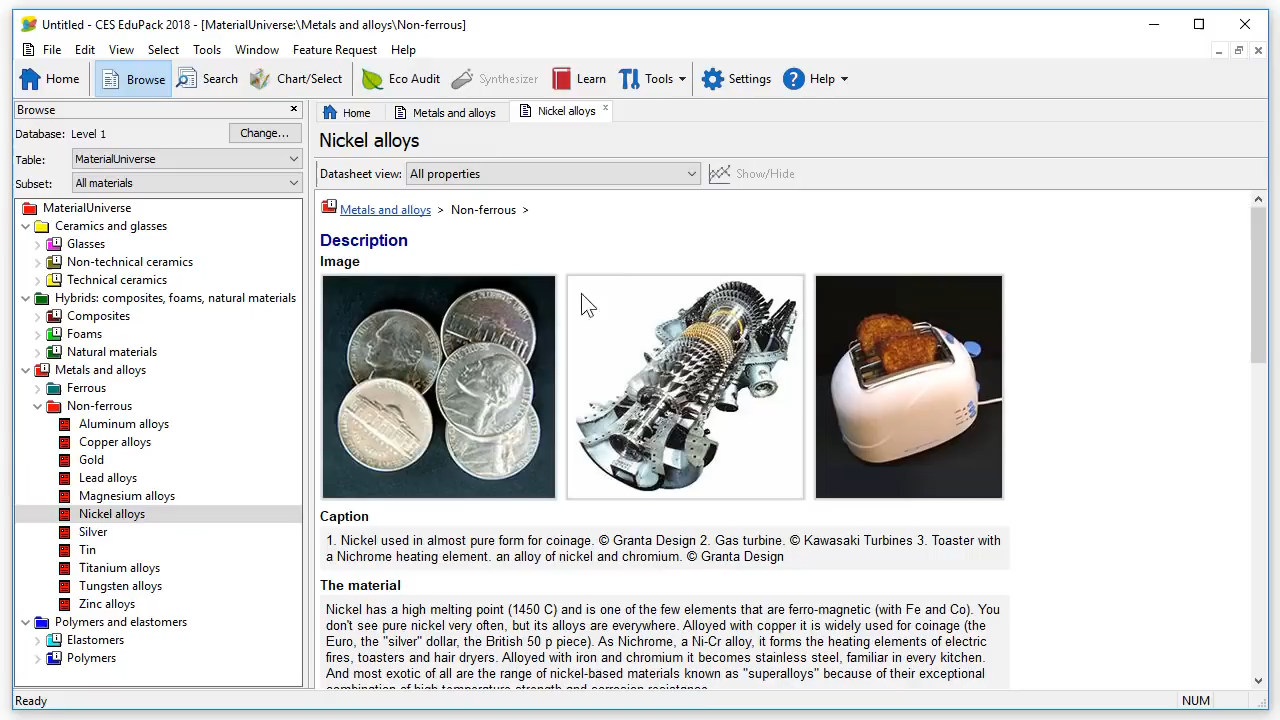 Untitled - CES EduPack 2018 - [MaterialUniverse:\Metals and alloys\Non-ferrous]
File Edit View Select Tools Window Feature Request Help
Home Browse Search Chart/Select Eco Audit Synthesizer Learn Tools Settings Help
Browse
Database: Level 1 Change...
Table: MaterialUniverse
Subset: All materials
MaterialUniverse
Ceramics and glasses
Glasses
Non-technical ceramics
Technical ceramics
Hybrids: composites, foams, natural materials
Composites
Foams
Natural materials
Metals and alloys
Ferrous
Non-ferrous
Aluminum alloys
Copper alloys
Gold
Lead alloys
Magnesium alloys
Nickel alloys
Silver
Tin
Titanium alloys
Tungsten alloys
Zinc alloys
Polymers and elastomers
Elastomers
Polymers
Home Metals and alloys Nickel alloys
Nickel alloys
Datasheet view: All properties Show/Hide
Metals and alloys > Non-ferrous >
Description
Image
Caption
1. Nickel used in almost pure form for coinage. © Granta Design 2. Gas turbine. © Kawasaki Turbines 3. Toaster with
a Nichrome heating element. an alloy of nickel and chromium. © Granta Design
The material
Nickel has a high melting point (1450 C) and is one of the few elements that are ferro-magnetic (with Fe and Co). You
don't see pure nickel very often, but its alloys are everywhere. Alloyed with copper it is widely used for coinage (the
Euro, the "silver" dollar, the British 50 p piece). As Nichrome, a Ni-Cr alloy, it forms the heating elements of electric
fires, toasters and hair dryers. Alloyed with iron and chromium it becomes stainless steel, familiar in every kitchen.
And most exotic of all are the range of nickel-based materials known as "superalloys" because of their exceptional
combination of high temperature strength and corrosion resistance.
Ready NUM